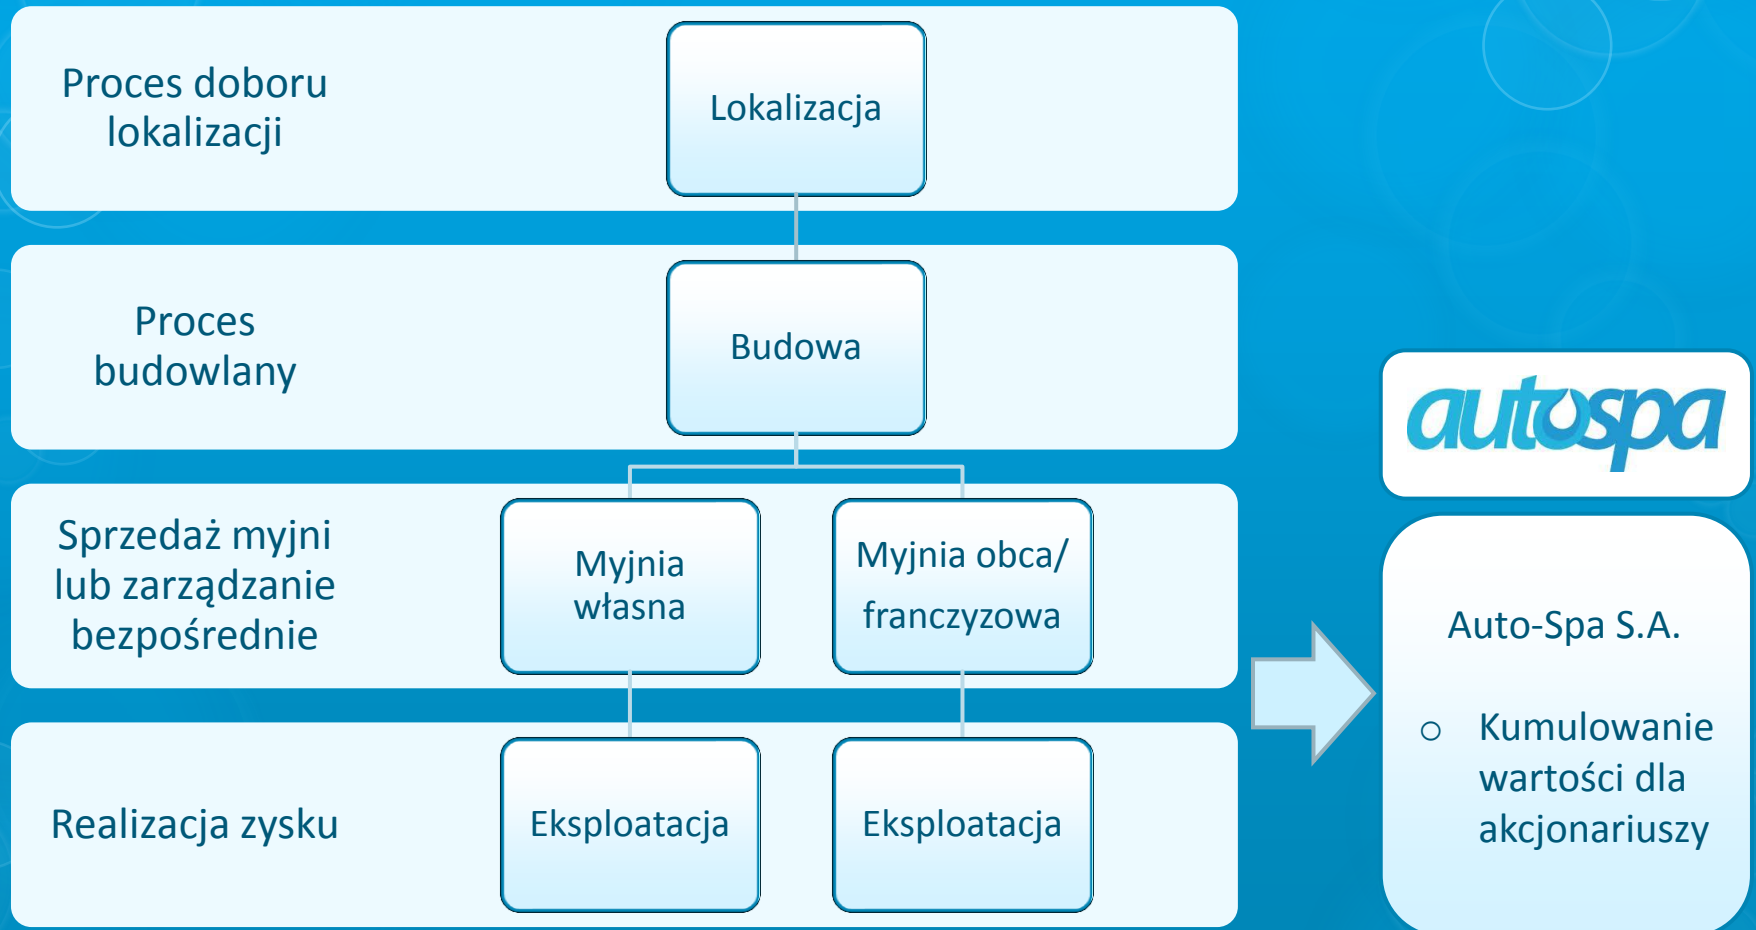 Proces doboru
lokalizacji
Lokalizacja
Proces
budowlany
Budowa
Sprzedaż myjni
lub zarządzanie
bezpośrednie
Myjnia
własna
Myjnia obca/
franczyzowa
Realizacja zysku
Eksploatacja
Eksploatacja
autospa
Auto-Spa S.A.
o Kumulowanie
wartości dla
akcjonariuszy